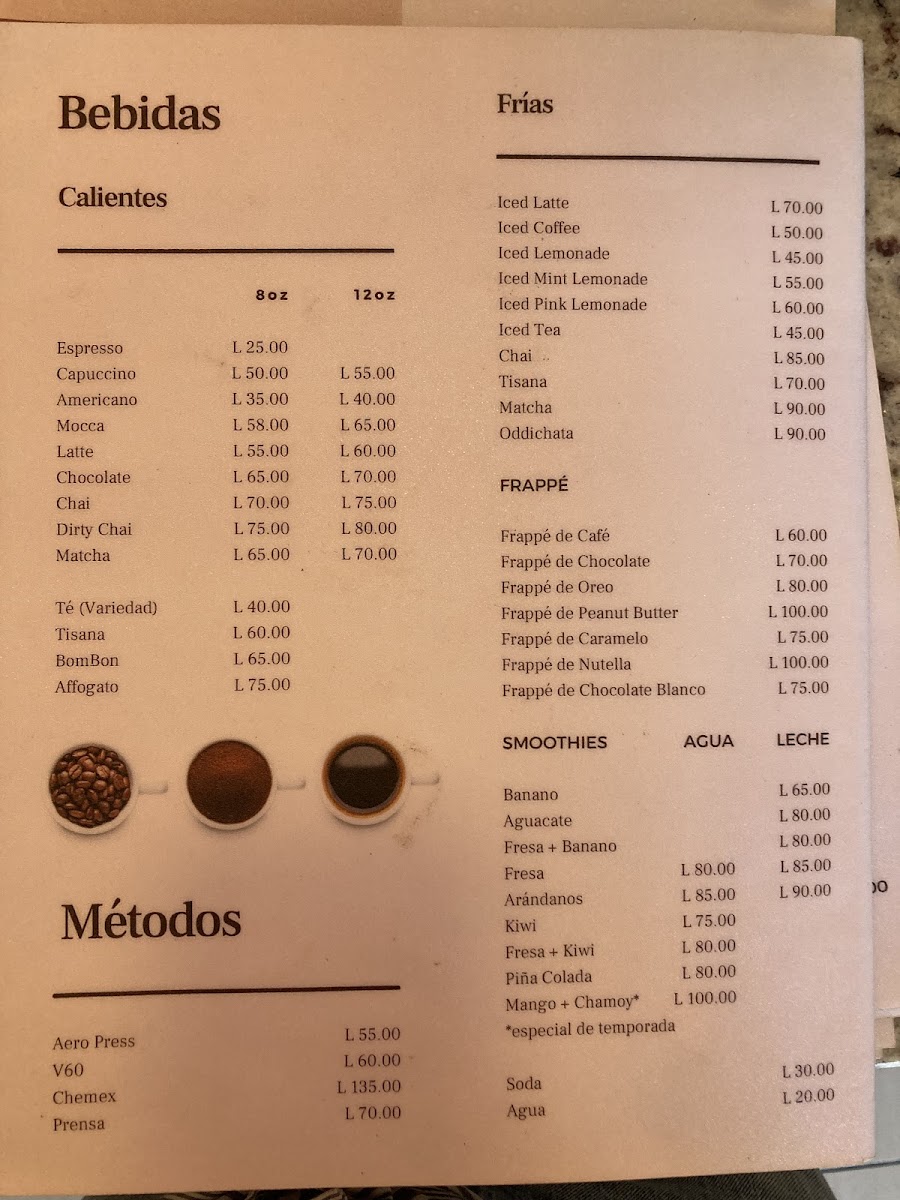 Bebidas
Calientes
8oz 12oz
Espresso L 25.00
Capuccino L 50.00 L 55.00
Americano L 35.00 L 40.00
Mocca L 58.00 L 65.00
Latte L 55.00 L 60.00
Chocolate L 65.00 L 70.00
Chai L 70.00 L 75.00
Dirty Chai L 75.00 L 80.00
Matcha L 65.00 L 70.00
Té (Variedad) L 40.00
Tisana L 60.00
BomBon L 65.00
Affogato L 75.00
Métodos
Aero Press L 55.00
V60 L 60.00
Chemex L 135.00
Prensa L 70.00
Frías
Iced Latte L 70.00
Iced Coffee L 50.00
Iced Lemonade L 45.00
Iced Mint Lemonade L 55.00
Iced Pink Lemonade L 60.00
Iced Tea L 45.00
Chai L 85.00
Tisana L 70.00
Matcha L 90.00
Oddichata L 90.00
FRAPPÉ
Frappé de Café L 60.00
Frappé de Chocolate L 70.00
Frappé de Oreo L 80.00
Frappé de Peanut Butter L 100.00
Frappé de Caramelo L 75.00
Frappé de Nutella L 100.00
Frappé de Chocolate Blanco L 75.00
SMOOTHIES AGUA LECHE
Banano L 65.00
Aguacate L 80.00
Fresa + Banano L 80.00
Fresa L 80.00 L 85.00
Arándanos L 85.00 L 90.00
Kiwi L 75.00
Fresa + Kiwi L 80.00
Piña Colada L 80.00
Mango + Chamoy* L 100.00
*especial de temporada
Soda L 30.00
Agua L 20.00